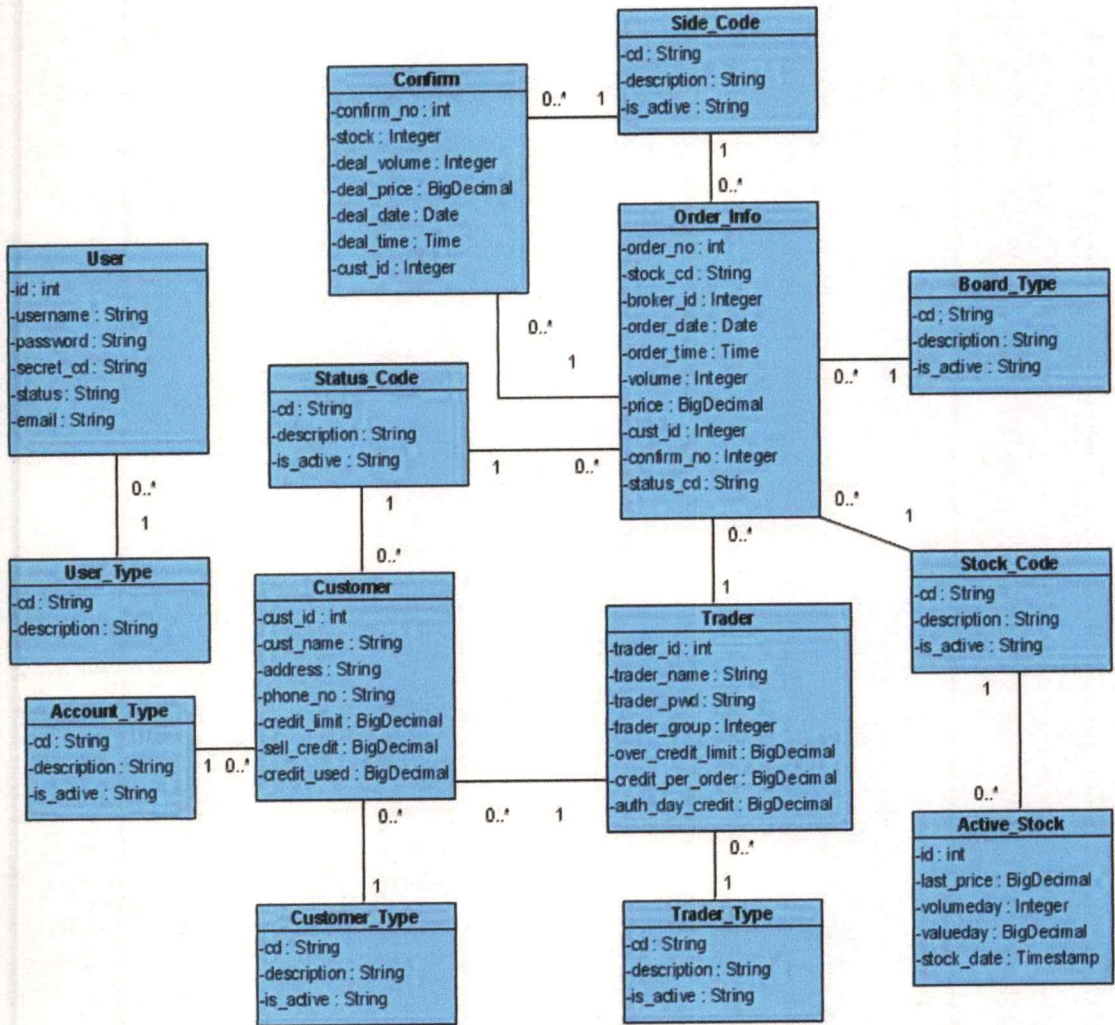 Side_Code
-cd : String
-description : String
-is_active : String
Confirm
-confirm_no : int
-stock : Integer
-deal_volume : Integer
-deal_price : BigDecimal
-deal_date : Date
-deal_time : Time
-cust_id : Integer
0..* 1
1
0..*
Order_Info
-order_no : int
-stock_cd : String
-broker_id : Integer
-order_date : Date
-order_time : Time
-volume : Integer
-price : BigDecimal
-cust_id : Integer
-confirm_no : Integer
-status_cd : String
User
-id : int
-username : String
-password : String
-secret_cd : String
-status : String
-email : String
Board_Type
-cd ; String
-description : String
-is_active : String
0..*
1
0..* 1
Status_Code
-cd : String
-description : String
-is_active : String
1 0..*
0..*
1
1
0..*
0..*
1
0..*
1
User_Type
-cd : String
-description : String
Customer
-cust_id : int
-cust_name : String
-address : String
-phone_no : String
-credit_limit : BigDecimal
-sell_credit : BigDecimal
-credit_used : BigDecimal
Trader
-trader_id : int
-trader_name : String
-trader_pwd : String
-trader_group : Integer
-over_credit_limit : BigDecimal
-credit_per_order : BigDecimal
-auth_day_credit : BigDecimal
Stock_Code
-cd : String
-description : String
-is_active : String
Account_Type
-cd : String
-description : String
-is_active : String
1 0..*
1
0..*
0..* 1
0..*
1
0..*
1
Active_Stock
-id : int
-last_price : BigDecimal
-volumeday : Integer
-valueday : BigDecimal
-stock_date : Timestamp
Customer_Type
-cd : String
-description : String
-is_active : String
Trader_Type
-cd : String
-description : String
-is_active : String